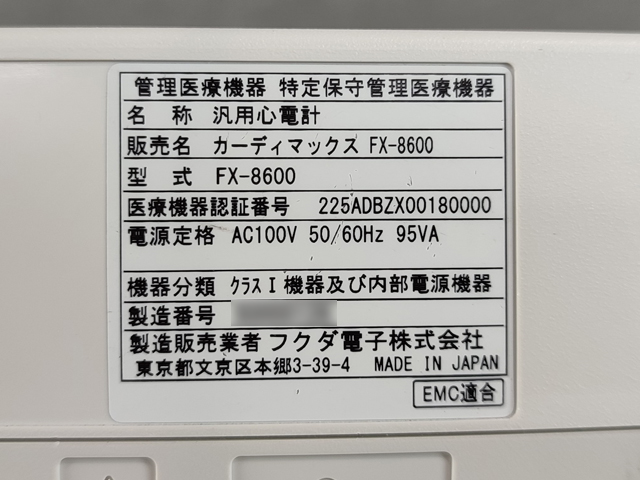 管理医療機器 特定保守管理医療機器
名 称 汎用心電計
販売名 カーディマックス FX-8600
型 式 FX-8600
医療機器認証番号 225ADBZX00180000
電源定格 AC100V 50/60Hz 95VA
機器分類 クラスⅠ機器及び内部電源機器
製造番号
製造販売業者 フクダ電子株式会社
東京都文京区本郷3-39-4 MADE IN JAPAN
EMC適合